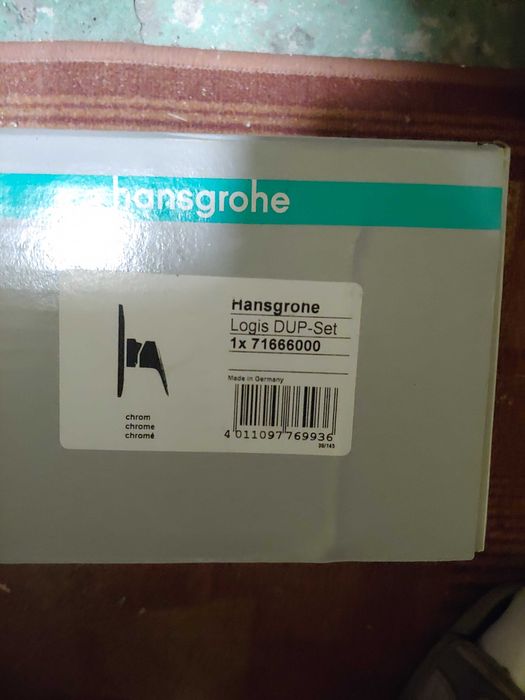 hansgrohe
Hansgrohe
Logis DUP-Set
1x 71666000
Made in Germany
chrom
chrome
chromé
4 011097 769936